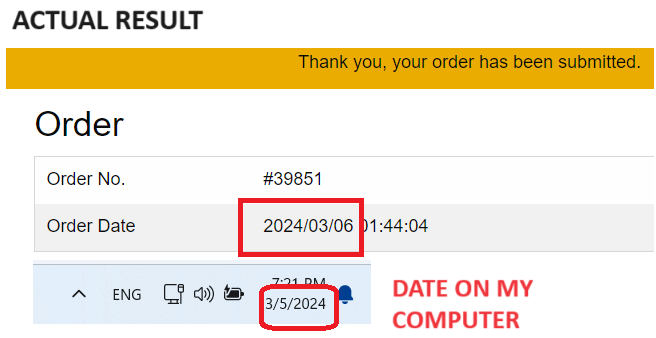 ACTUAL RESULT
Thank you, your order has been submitted.
Order
Order No. #39851
Order Date 2024/03/06 01:44:04
ENG 7:21 PM
3/5/2024
DATE ON MY
COMPUTER